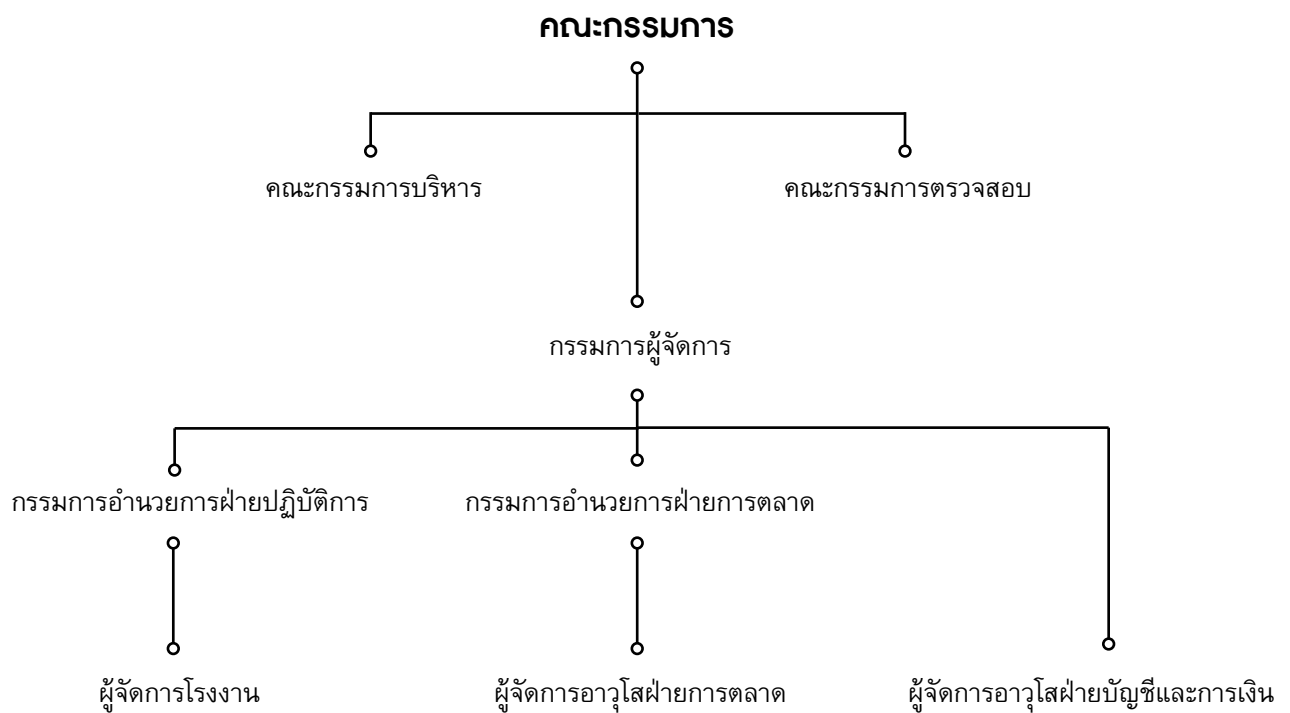 คณะกรรมการ
คณะกรรมการบริหาร
คณะกรรมการตรวจสอบ
กรรมการผู้จัดการ
กรรมการอำนวยการฝ่ายปฏิบัติการ
กรรมการอำนวยการฝ่ายการตลาด
ผู้จัดการโรงงาน
ผู้จัดการอาวุโสฝ่ายการตลาด
ผู้จัดการอาวุโสฝ่ายบัญชีและการเงิน